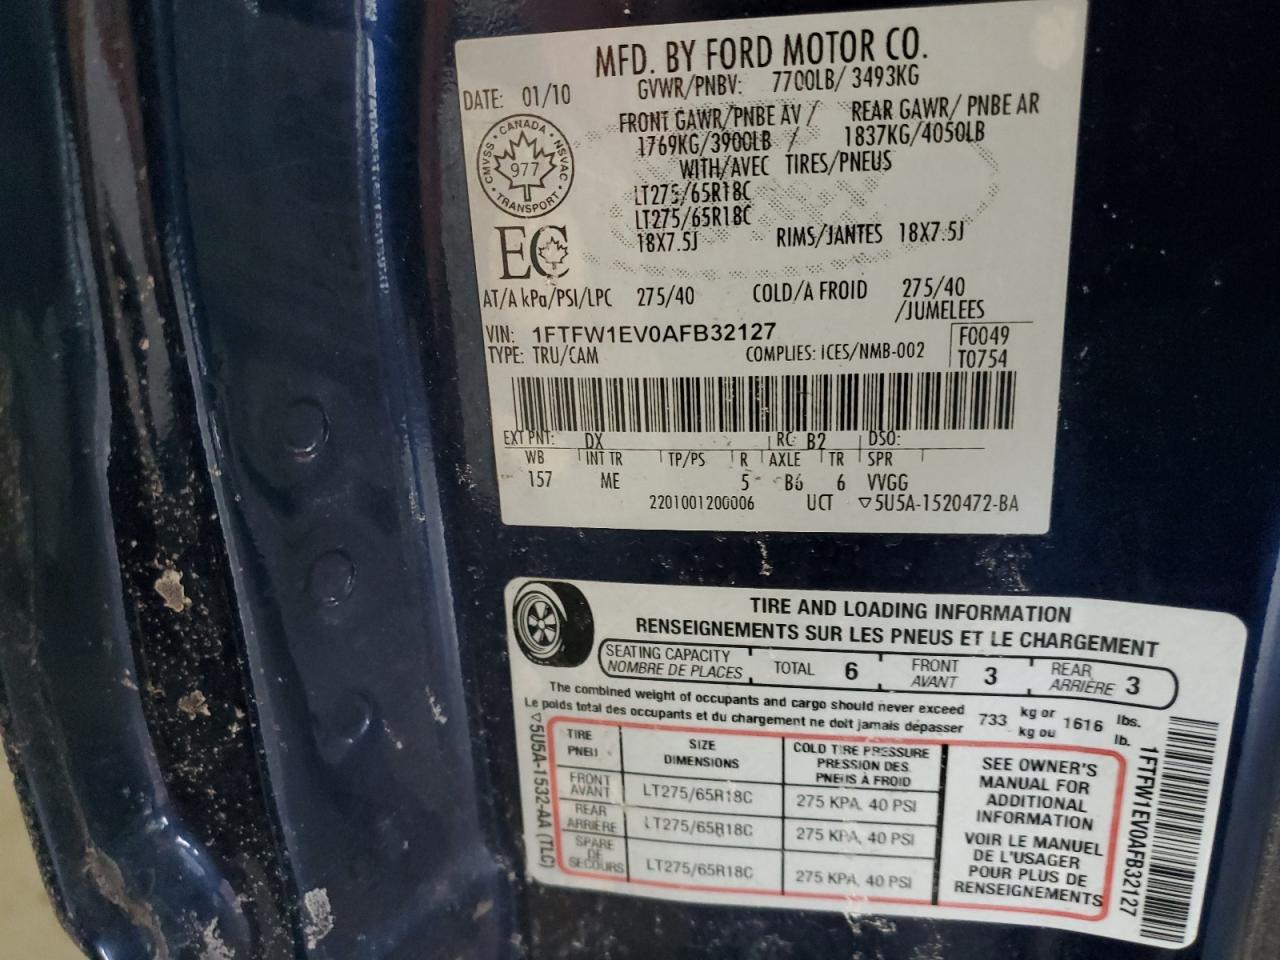 MFD. BY FORD MOTOR CO.
DATE: 01/10
GVWR/PNBV: 7700LB/ 3493KG
FRONT GAWR/PNBE AV / REAR GAWR/ PNBE AR
1769KG/3900LB / 1837KG/4050LB
WITH/AVEC TIRES/PNEUS
LT275/65R18C
LT275/65R18C
18X7.5J RIMS/JANTES 18X7.5J
CANADA
CMVSS NSVAC
977
TRANSPORT
EC
AT/A kPa/PSI/LPC 275/40 COLD/A FROID 275/40
/JUMELEES
VIN: 1FTFW1EV0AFB32127
TYPE: TRU/CAM COMPLIES: ICES/NMB-002
F0049
T0754
EXT PNT: DX RC: B2 DSO:
WB INT TR TP/PS R AXLE TR SPR
157 ME 5 B6 6 VVGG
2201001200006 UCT ▽5U5A-1520472-BA
TIRE AND LOADING INFORMATION
RENSEIGNEMENTS SUR LES PNEUS ET LE CHARGEMENT
SEATING CAPACITY
NOMBRE DE PLACES
TOTAL 6
FRONT
AVANT 3
REAR
ARRIÈRE 3
The combined weight of occupants and cargo should never exceed
Le poids total des occupants et du chargement ne doit jamais dépasser
733 kg or 1616 lbs.
kg ou lb.
TIRE
PNEU
SIZE
DIMENSIONS
COLD TIRE PRESSURE
PRESSION DES
PNEUS À FROID
FRONT
AVANT
LT275/65R18C
275 KPA, 40 PSI
REAR
ARRIÈRE
LT275/65R18C
275 KPA, 40 PSI
SPARE
DE
SECOURS
LT275/65R18C
275 KPA, 40 PSI
SEE OWNER'S
MANUAL FOR
ADDITIONAL
INFORMATION
VOIR LE MANUEL
DE L'USAGER
POUR PLUS DE
RENSEIGNEMENTS
▽5U5A-1532-AA (TLC)
1FTFW1EV0AFB32127